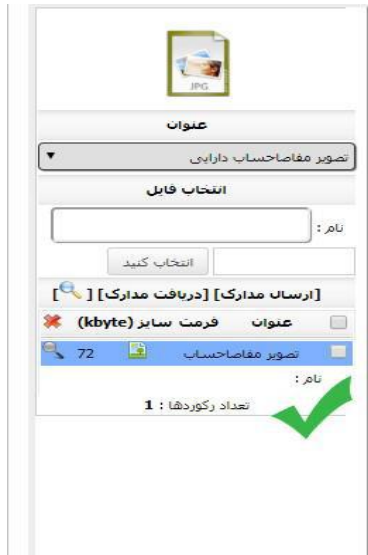 JPG
عنوان
تصویر مفاصاحساب دارایی
انتخاب فایل
نام :
انتخاب کنید
[ارسال مدارک] [دریافت مدارک] [ ]
عنوان فرمت سایز (kbyte)
تصویر مفاصاحساب 72
نام :
تعداد رکوردها : 1